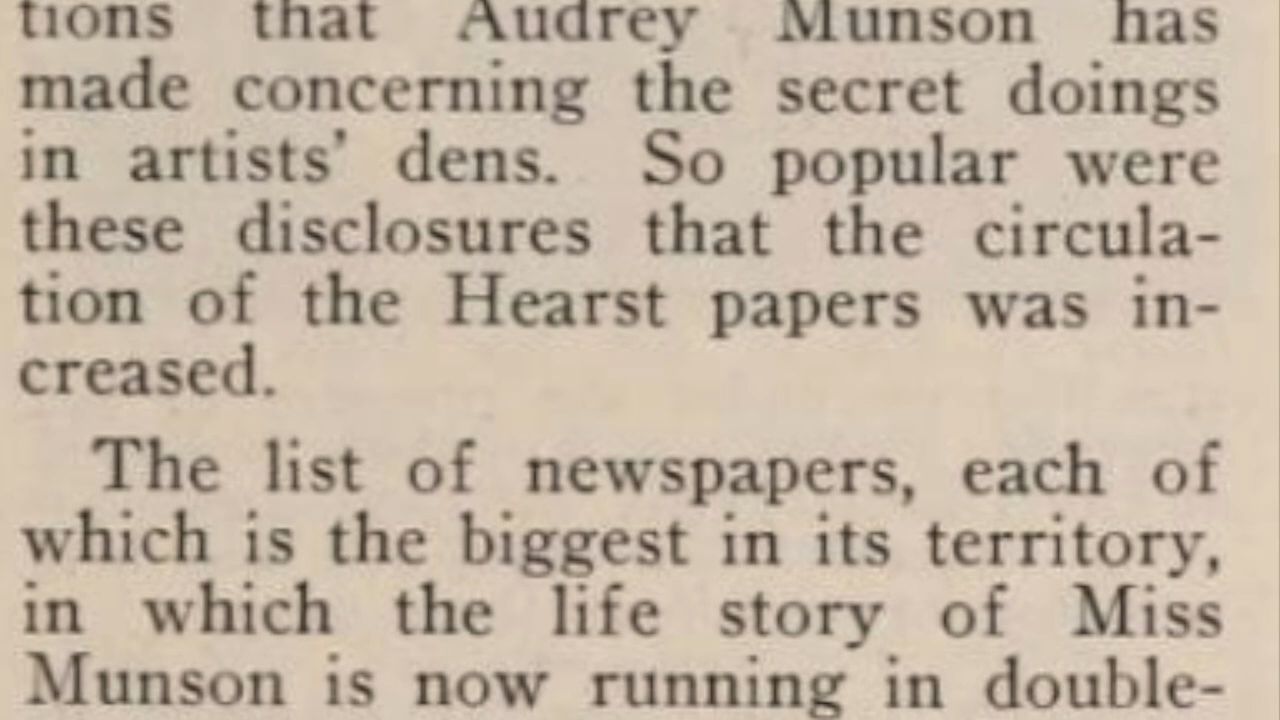 tions that Audrey Munson has
made concerning the secret doings
in artists' dens. So popular were
these disclosures that the circula-
tion of the Hearst papers was in-
creased.
The list of newspapers, each of
which is the biggest in its territory,
in which the life story of Miss
Munson is now running in double-